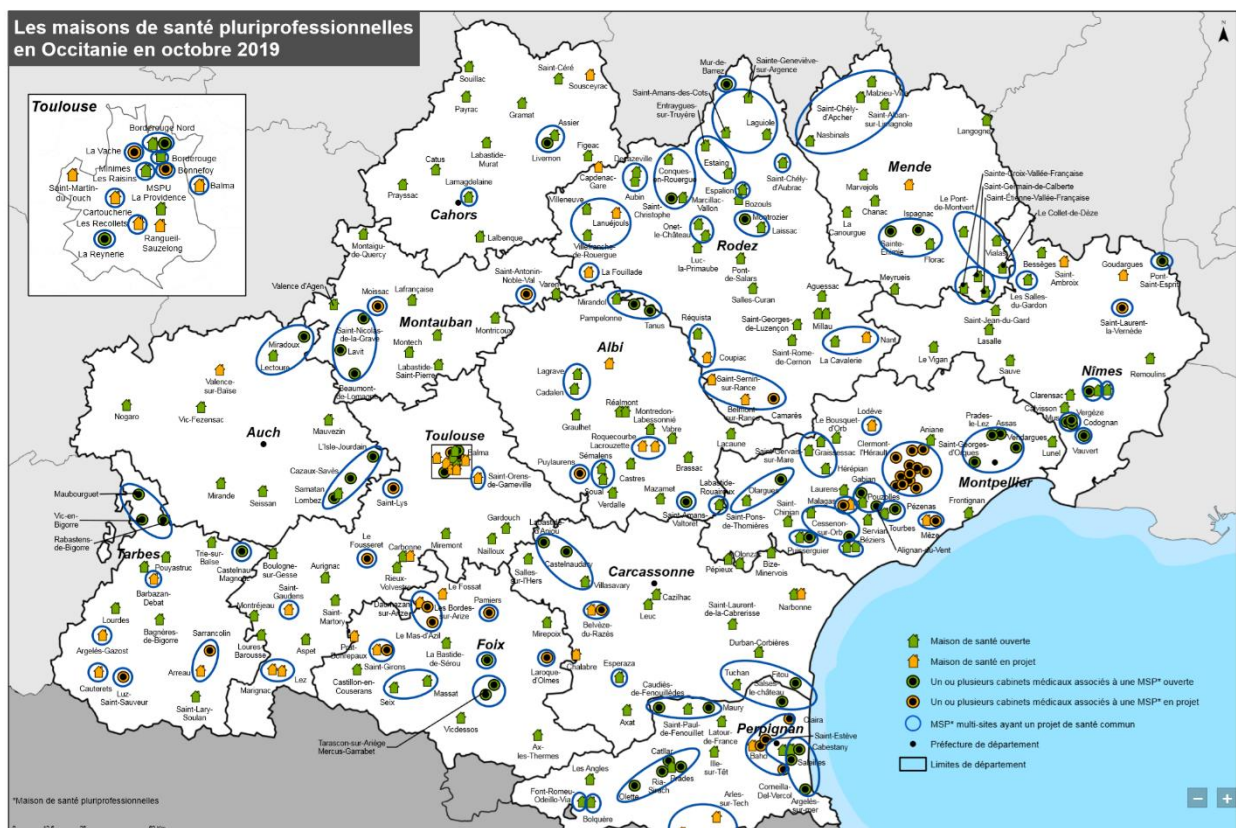 Les maisons de santé pluriprofessionnelles
en Occitanie en octobre 2019
Toulouse
Borderouge Nord
La Vache
Borderouge
Minimes
Bonnefoy
Les Raisins
Saint-Martin-
du-Touch
MSPU
La Providence
Balma
Cartoucherie
Les Recollets
Rangueil-
Sauzelong
La Reynerie
Souillac
Saint-Céré
Sousceyrac
Payrac
Gramat
Assier
Livernon
Labastide-
Murat
Catus
Figeac
Capdenac-
Gare
Lamagdelaine
Prayssac
Cahors
Lalbenque
Montaigu-
de-Quercy
Mur-de-
Barrez
Sainte-Geneviève-
sur-Argence
Saint-Amans-des-Cots
Entraygues-
sur-Truyère
Laguiole
Decazeville
Aubin
Conques-
en-Rouergue
Estaing
Espalion
Saint-Chély-
d'Aubrac
Saint-
Christophe
Marcillac-
Vallon
Bozouls
Montrozier
Laissac
Villeneuve
Lanuéjouls
Villefranche-
de-Rouergue
Onet-
le-Château
Rodez
Luc-
la-Primaube
La Fouillade
Pont-
de-Salars
Salles-Curan
Aguessac
Saint-Georges-
de-Luzençon
Millau
Réquista
Saint-Rome-
de-Cernon
La Cavalerie
Nant
Coupiac
Saint-Sernin-
sur-Rance
Belmont-
sur-Rance
Camarès
Malzieu-Ville
Saint-Chély-
d'Apcher
Saint-Alban-
sur-Limagnole
Nasbinals
Langogne
Mende
Marvejols
Chanac
La
Canourgue
Ispagnac
Sainte-
Enimie
Florac
Le Pont-
de-Montvert
Vialas
Sainte-Croix-Vallée-Française
Saint-Germain-de-Calberte
Saint-Étienne-Vallée-Française
Le Collet-de-Dèze
Meyrueis
Bessèges
Saint-
Ambroix
Les Salles-
du-Gardon
Goudargues
Pont-
Saint-Esprit
Saint-Laurent-
la-Vernède
Saint-Jean-du-Gard
Lasalle
Le Vigan
Sauve
Remoulins
Nîmes
Clarensac
Calvisson
Vergèze
Codognan
Vauvert
Valence d'Agen
Moissac
Saint-Antonin-
Noble-Val
Varen
Lafrançaise
Saint-Nicolas-
de-la-Grave
Montauban
Montricoux
Lavit
Montech
Labastide-
Saint-Pierre
Beaumont-
de-Lomagne
Mirandol
Pampelonne
Tanus
Albi
Lagrave
Cadalen
Réalmont
Graulhet
Montredon-
Labessonnié
Vabre
Roquecourbe
Lacrouzette
Lacaune
Puylaurens
Sémalens
Soual
Castres
Brassac
Verdalle
Mazamet
Saint-Amans-
Valtoret
Labastide-
Rouairoux
Miradoux
Lectoure
Valence-
sur-Baïse
Nogaro
Vic-Fezensac
Mauvezin
Auch
L'Isle-Jourdain
Cazaux-Savès
Samatan
Lombez
Mirande
Seissan
Toulouse
Balma
Saint-Orens-
de-Gameville
Saint-Lys
Maubourguet
Vic-en-
Bigorre
Rabastens-
de-Bigorre
Tarbes
Trie-sur-
Baïse
Castelnau-
Magnoac
Pouyastruc
Barbazan-
Debat
Lourdes
Bagnères-
de-Bigorre
Argelès-Gazost
Cauterets
Luz-
Saint-Sauveur
Sarrancolin
Arreau
Saint-Lary-
Soulan
Boulogne-
sur-Gesse
Aurignac
Saint-
Gaudens
Montréjeau
Saint-
Martory
Loures-
Barousse
Aspet
Marignac
Lez
Le
Fousseret
Carbonne
Rieux-
Volvestre
Miremont
Gardouch
Nailloux
Le Fossat
Daumazan-
sur-Arize
Les Bordes-
sur-Arize
Le Mas-d'Azil
Pamiers
Prat-
Bonrepaux
Saint-Girons
La Bastide-
de-Sérou
Foix
Mirepoix
Laroque-
d'Olmes
Castillon-en-
Couserans
Seix
Massat
Vicdessos
Tarascon-sur-Ariège
Mercus-Garrabet
Ax-
les-Thermes
Labastide-
D'Anjou
Castelnaudary
Salles-
sur-l'Hers
Villasavary
Carcassonne
Cazilhac
Leuc
Belvèze-
du-Razès
Chalabre
Esperaza
Axat
Pépieux
Olonzac
Bize-
Minervois
Saint-Laurent-
de-la-Cabrerisse
Narbonne
Durban-Corbières
Tuchan
Fitou
Salses-
le-château
Le Bousquet-
d'Orb
Graissessac
Hérépian
Lodève
Clermont-
l'Hérault
Aniane
Prades-
le-Lez
Assas
Vendargues
Saint-Georges-
d'Orques
Montpellier
Lunel
Frontignan
Saint-Gervais-
sur-Mare
Olargues
Saint-Pons-
de-Thomières
Saint-
Chinian
Laurens
Magalas
Gabian
Pouzolles
Pézenas
Tourbes
Mèze
Cessenon-
sur-Orb
Servian
Béziers
Puisserguier
Alignan-du-Vent
Caudiès-
de-Fenouillèdes
Maury
Saint-Paul-
de-Fenouillet
Latour-
de-France
Perpignan
Claira
Saint-Estève
Cabestany
Baho
Saleilles
Catllar
Ria-
Sirach
Prades
Ille-
sur-Têt
Olette
Corneilla-
Del-Vercol
Argelès-
sur-mer
Les Angles
Font-Romeu-
Odeillo-Via
Bolquère
Arles-
sur-Tech
Maison de santé ouverte
Maison de santé en projet
Un ou plusieurs cabinets médicaux associés à une MSP* ouverte
Un ou plusieurs cabinets médicaux associés à une MSP* en projet
MSP* multi-sites ayant un projet de santé commun
Préfecture de département
Limites de département
*Maison de santé pluriprofessionnelles
N